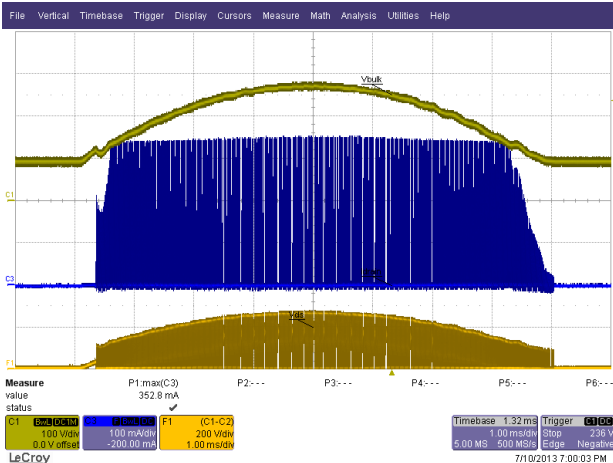 File Vertical Timebase Trigger Display Cursors Measure Math Analysis Utilities Help
Vbulk
C1
C3
Vds
F1
Measure P1:max(C3) P2:- - - P3:- - - P4:- - - P5:- - - P6:- - -
value 352.8 mA
status ✔
C1 BwL DC1M
100 V/div
0.0 V offset
100 mA/div
-200.00 mA
F1 (C1-C2)
200 V/div
1.00 ms/div
Timebase 1.32 ms
1.00 ms/div
5.00 MS 500 MS/s
Trigger C1 DC
Stop 236 V
Edge Negative
LeCroy
7/10/2013 7:00:03 PM